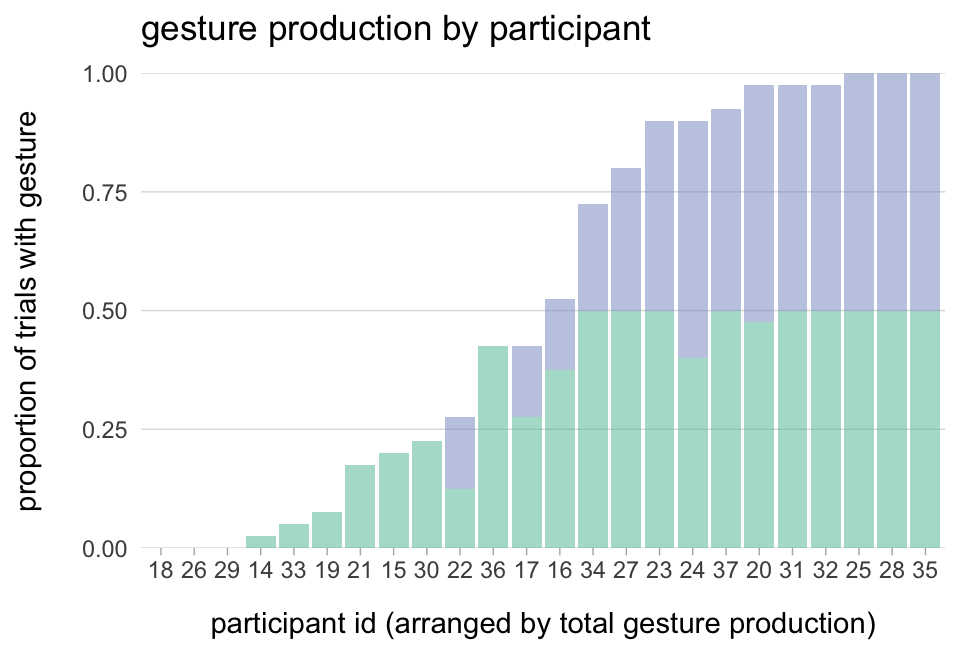 gesture production by participant
proportion of trials with gesture
1.00
0.75
0.50
0.25
0.00
18 26 29 14 33 19 21 15 30 22 36 17 16 34 27 23 24 37 20 31 32 25 28 35
participant id (arranged by total gesture production)